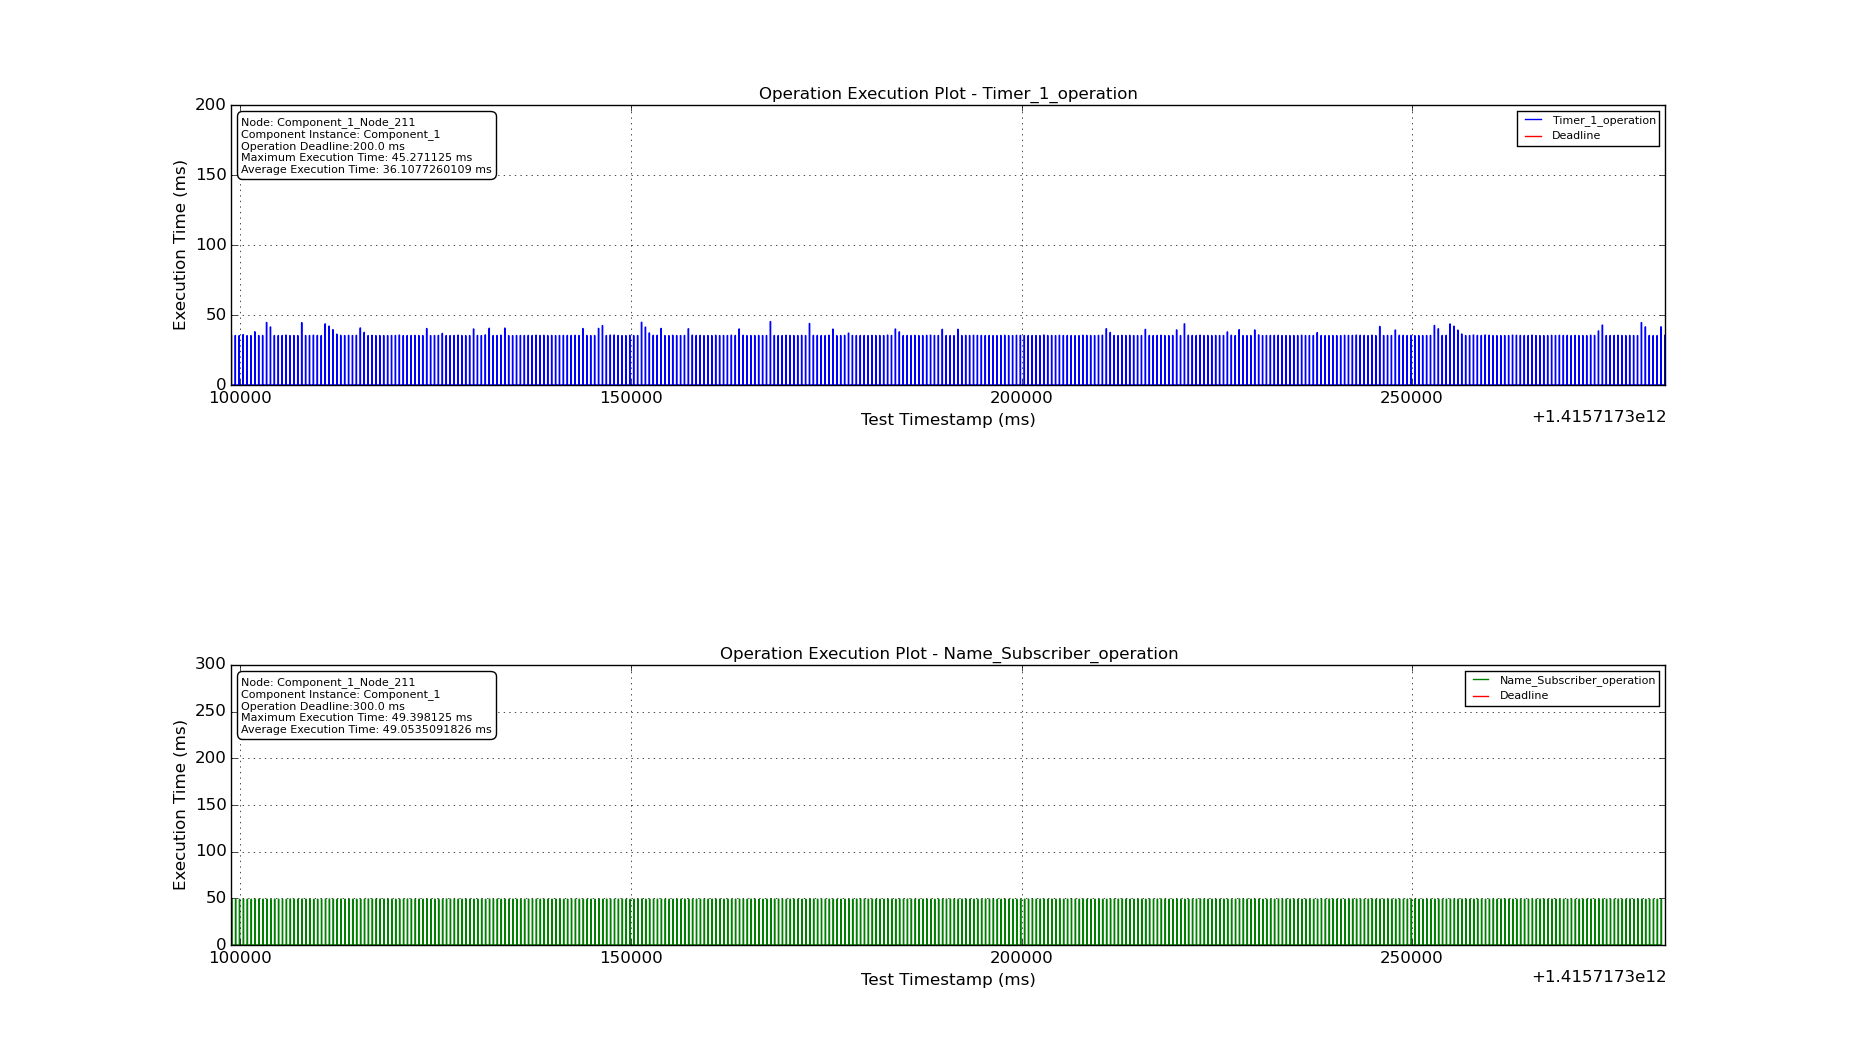 Operation Execution Plot - Timer_1_operation
Node: Component_1_Node_211
Component Instance: Component_1
Operation Deadline:200.0 ms
Maximum Execution Time: 45.271125 ms
Average Execution Time: 36.1077260109 ms
Timer_1_operation
Deadline
Execution Time (ms)
200
150
100
50
0
100000 150000 200000 250000
+1.4157173e12
Test Timestamp (ms)
Operation Execution Plot - Name_Subscriber_operation
Node: Component_1_Node_211
Component Instance: Component_1
Operation Deadline:300.0 ms
Maximum Execution Time: 49.398125 ms
Average Execution Time: 49.0535091826 ms
Name_Subscriber_operation
Deadline
Execution Time (ms)
300
250
200
150
100
50
0
100000 150000 200000 250000
+1.4157173e12
Test Timestamp (ms)